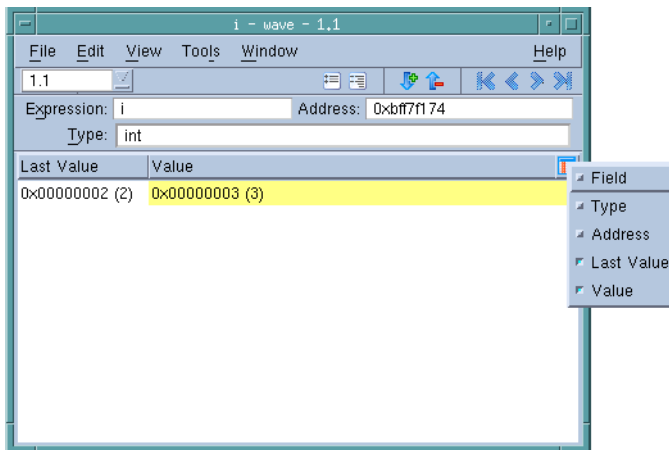 i - wave - 1.1
File Edit View Tools Window Help
1.1
Expression: i Address: 0xbff7f174
Type: int
Last Value Value
0x00000002 (2) 0x00000003 (3)
Field
Type
Address
Last Value
Value